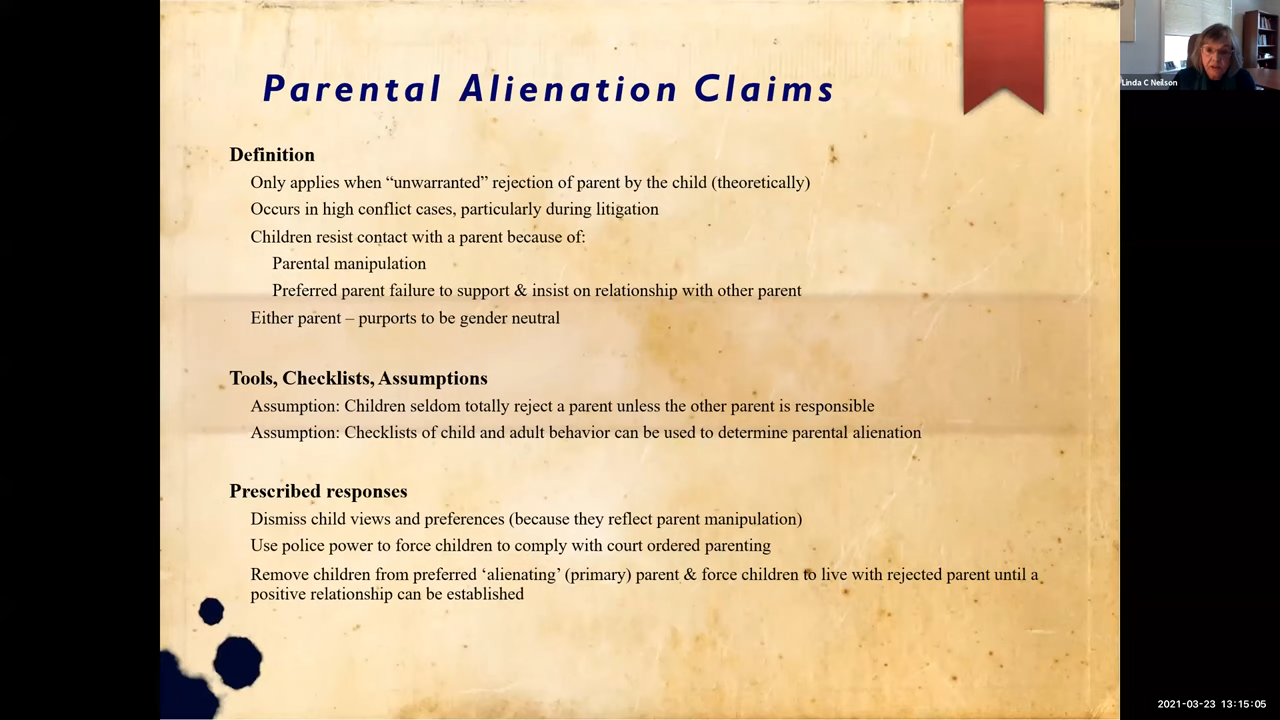 Parental Alienation Claims
Linda C Neilson
Definition
Only applies when “unwarranted” rejection of parent by the child (theoretically)
Occurs in high conflict cases, particularly during litigation
Children resist contact with a parent because of:
Parental manipulation
Preferred parent failure to support & insist on relationship with other parent
Either parent – purports to be gender neutral
Tools, Checklists, Assumptions
Assumption: Children seldom totally reject a parent unless the other parent is responsible
Assumption: Checklists of child and adult behavior can be used to determine parental alienation
Prescribed responses
Dismiss child views and preferences (because they reflect parent manipulation)
Use police power to force children to comply with court ordered parenting
Remove children from preferred ‘alienating’ (primary) parent & force children to live with rejected parent until a
positive relationship can be established
2021-03-23 13:15:05